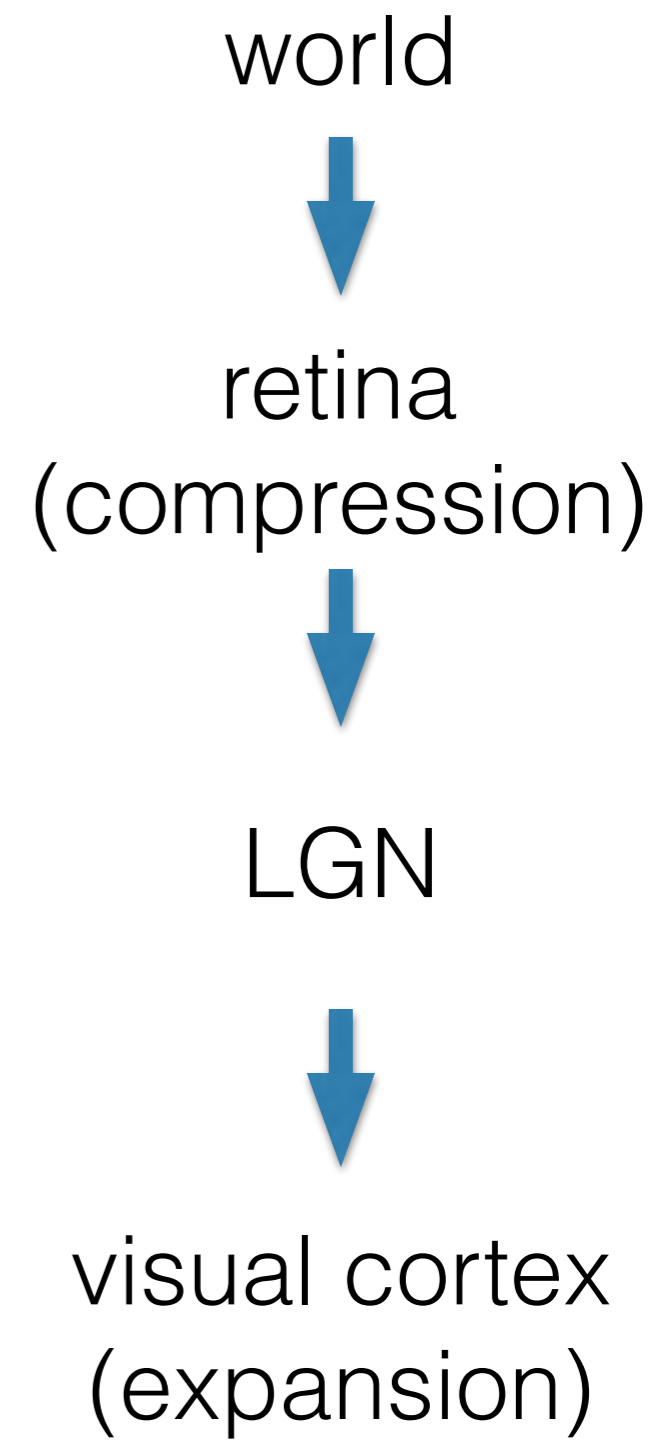 world
retina
(compression)
LGN
visual cortex
(expansion)